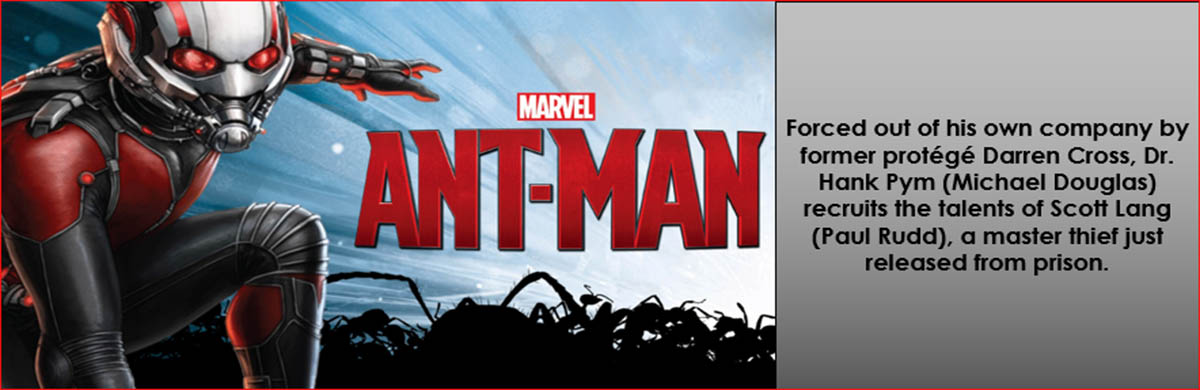 MARVEL
ANT-MAN
Forced out of his own company by
former protégé Darren Cross, Dr.
Hank Pym (Michael Douglas)
recruits the talents of Scott Lang
(Paul Rudd), a master thief just
released from prison.